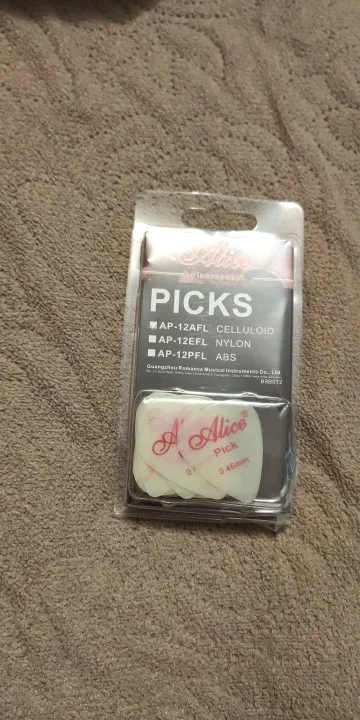 Alice
PICKS
AP-12AFL CELLULOID
AP-12EFL NYLON
AP-12PFL ABS
Guangzhou Romance Musical Instruments Co., Ltd
A
Alice®
Pick
0.46mm